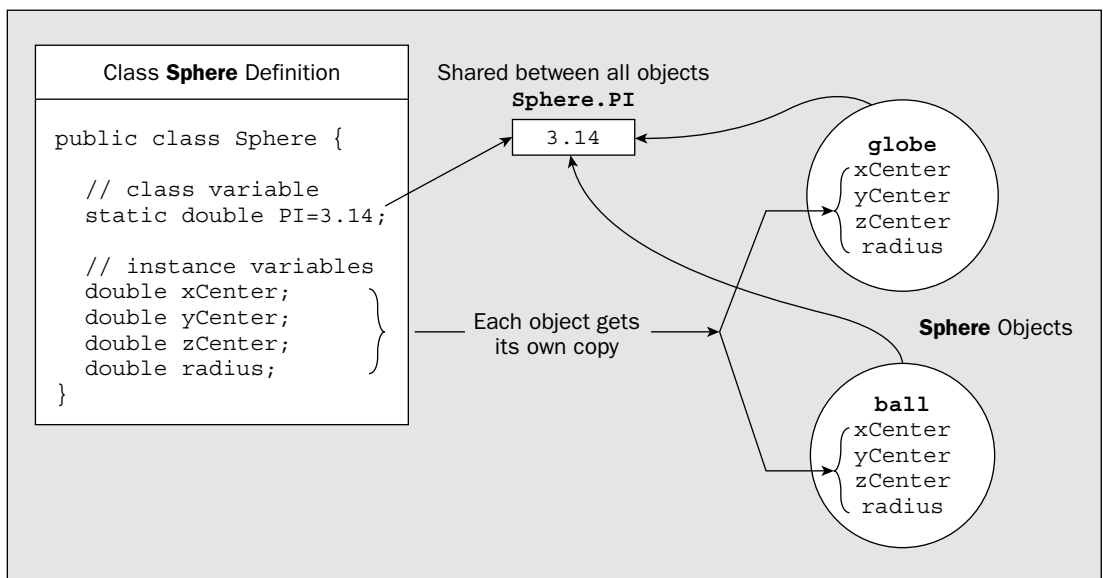 Class Sphere Definition
public class Sphere {
// class variable
static double PI=3.14;
// instance variables
double xCenter;
double yCenter;
double zCenter;
double radius;
}
Shared between all objects
Sphere.PI
3.14
Each object gets
its own copy
globe
xCenter
yCenter
zCenter
radius
Sphere Objects
ball
xCenter
yCenter
zCenter
radius